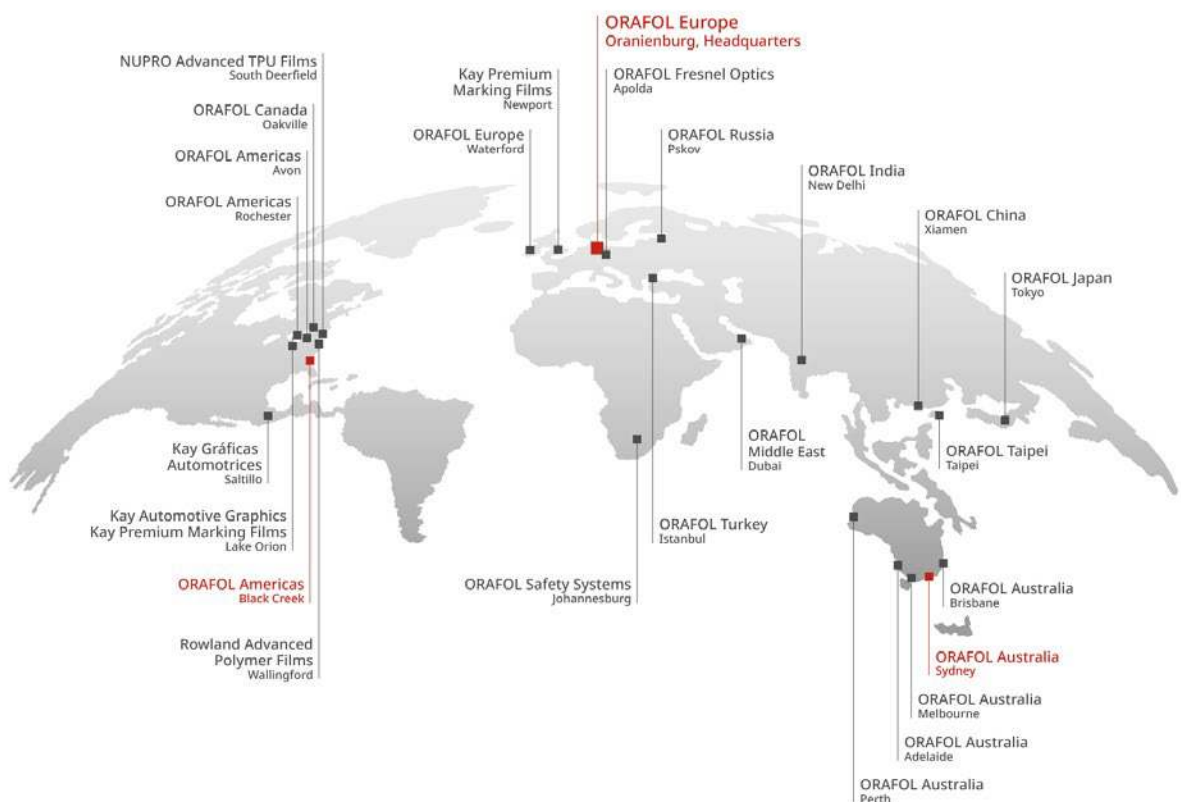 ORAFOL Europe
Oranienburg, Headquarters
NUPRO Advanced TPU Films
South Deerfield
Kay Premium
Marking Films
Newport
ORAFOL Fresnel Optics
Apolda
ORAFOL Canada
Oakville
ORAFOL Europe
Waterford
ORAFOL Russia
Pskov
ORAFOL Americas
Avon
ORAFOL India
New Delhi
ORAFOL Americas
Rochester
ORAFOL China
Xiamen
ORAFOL Japan
Tokyo
Kay Gráficas
Automotrices
Saltillo
ORAFOL
Middle East
Dubai
ORAFOL Taipei
Taipei
Kay Automotive Graphics
Kay Premium Marking Films
Lake Orion
ORAFOL Turkey
Istanbul
ORAFOL Americas
Black Creek
ORAFOL Safety Systems
Johannesburg
ORAFOL Australia
Brisbane
Rowland Advanced
Polymer Films
Wallingford
ORAFOL Australia
Sydney
ORAFOL Australia
Melbourne
ORAFOL Australia
Adelaide
ORAFOL Australia
Perth